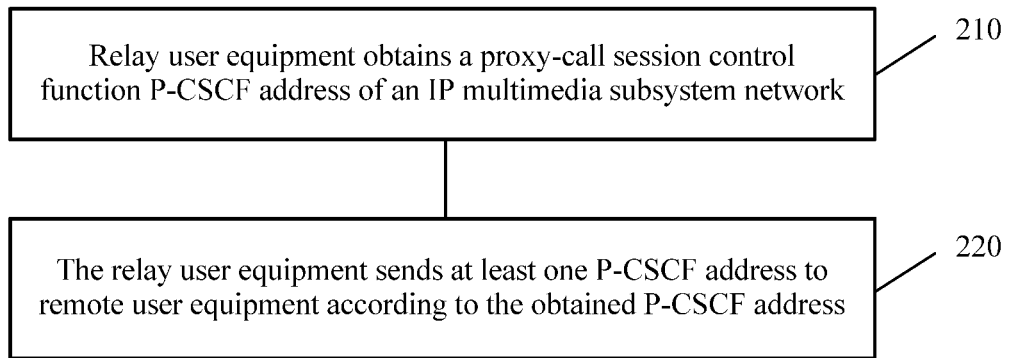 Relay user equipment obtains a proxy-call session control
function P-CSCF address of an IP multimedia subsystem network
210
The relay user equipment sends at least one P-CSCF address to
remote user equipment according to the obtained P-CSCF address
220